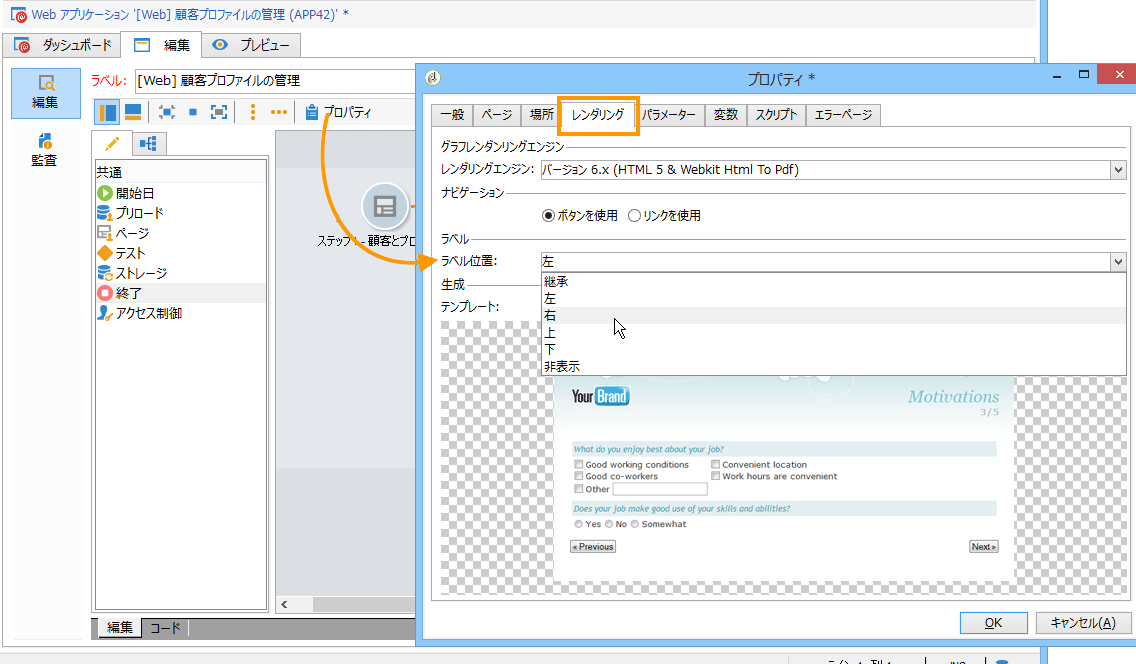 Web アプリケーション '[Web] 顧客プロファイルの管理 (APP42)' *
ダッシュボード 編集 プレビュー
編集
監査
ラベル: [Web] 顧客プロファイルの管理
プロパティ
共通
開始日
プリロード
ページ
テスト
ストレージ
終了
アクセス制御
ステップ 1 - 顧客とプロ
編集 コード
プロパティ *
一般 ページ 場所 レンダリング パラメーター 変数 スクリプト エラーページ
グラフレンダンリングエンジン
レンダリングエンジン: バージョン 6.x (HTML 5 & Webkit Html To Pdf)
ナビゲーション
ボタンを使用 リンクを使用
ラベル
ラベル位置: 左
継承
左
右
上
下
非表示
生成
テンプレート:
Your Brand
Motivations
3/5
What do you enjoy best about your job?
Good working conditions Convenient location
Good co-workers Work hours are convenient
Other
Does your job make good use of your skills and abilities?
Yes No Somewhat
« Previous Next »
OK キャンセル(A)